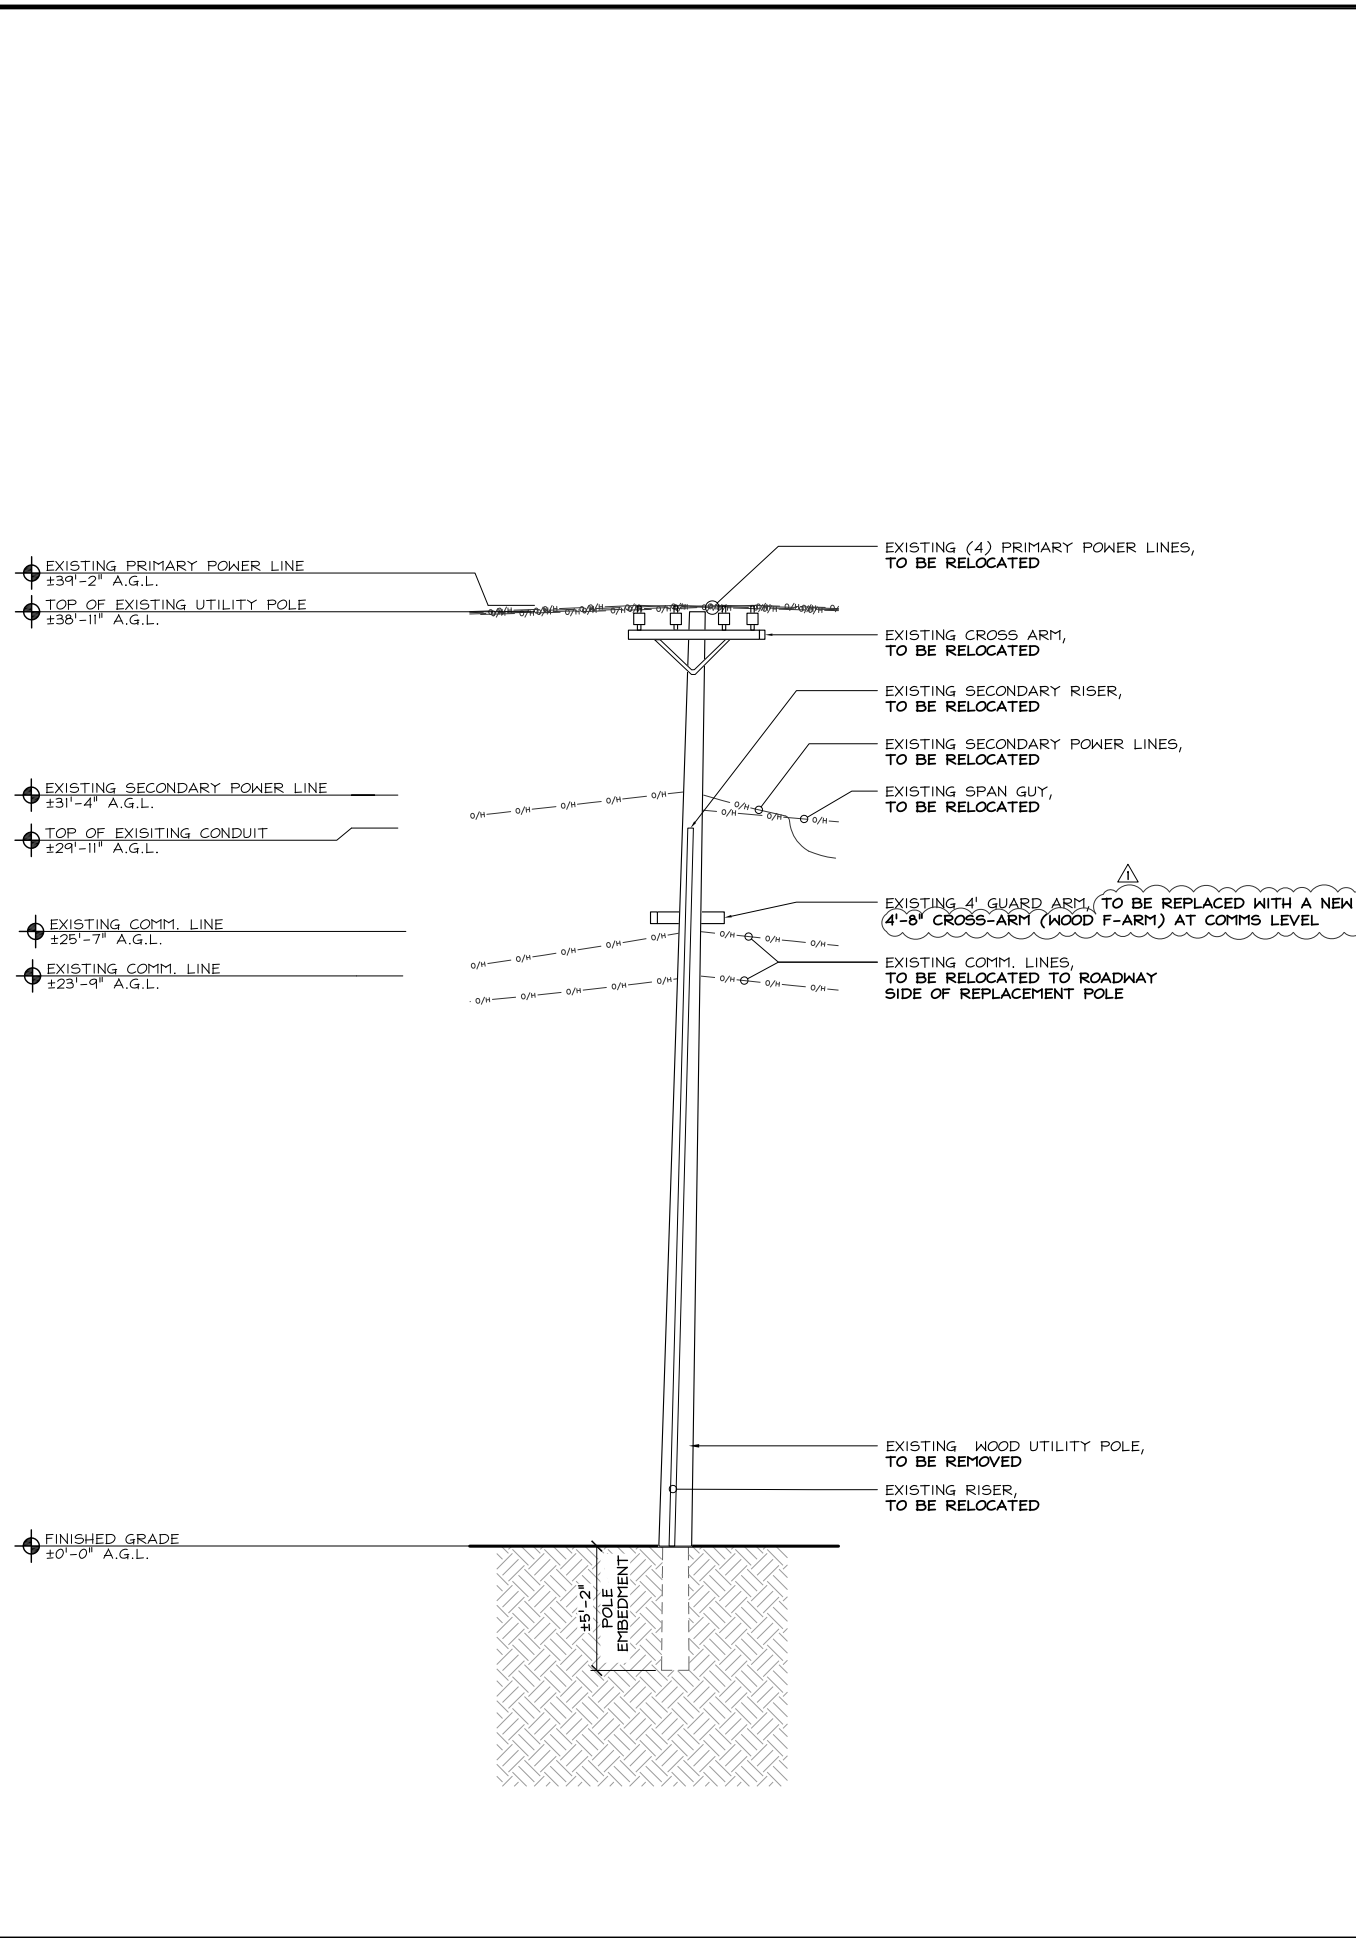 EXISTING PRIMARY POWER LINE
±39'-2" A.G.L.
TOP OF EXISTING UTILITY POLE
±38'-11" A.G.L.
EXISTING SECONDARY POWER LINE
±31'-4" A.G.L.
TOP OF EXISITING CONDUIT
±29'-11" A.G.L.
EXISTING COMM. LINE
±25'-7" A.G.L.
EXISTING COMM. LINE
±23'-9" A.G.L.
FINISHED GRADE
±0'-0" A.G.L.
O/H O/H O/H O/H O/H
O/H O/H O/H
O/H O/H
O/H O/H O/H O/H O/H
O/H O/H O/H
O/H O/H O/H O/H O/H
O/H O/H O/H
±5'-2"
POLE
EMBEDMENT
EXISTING (4) PRIMARY POWER LINES,
TO BE RELOCATED
EXISTING CROSS ARM,
TO BE RELOCATED
EXISTING SECONDARY RISER,
TO BE RELOCATED
EXISTING SECONDARY POWER LINES,
TO BE RELOCATED
EXISTING SPAN GUY,
TO BE RELOCATED
1
EXISTING 4' GUARD ARM, TO BE REPLACED WITH A NEW
4'-8" CROSS-ARM (WOOD F-ARM) AT COMMS LEVEL
EXISTING COMM. LINES,
TO BE RELOCATED TO ROADWAY
SIDE OF REPLACEMENT POLE
EXISTING WOOD UTILITY POLE,
TO BE REMOVED
EXISTING RISER,
TO BE RELOCATED